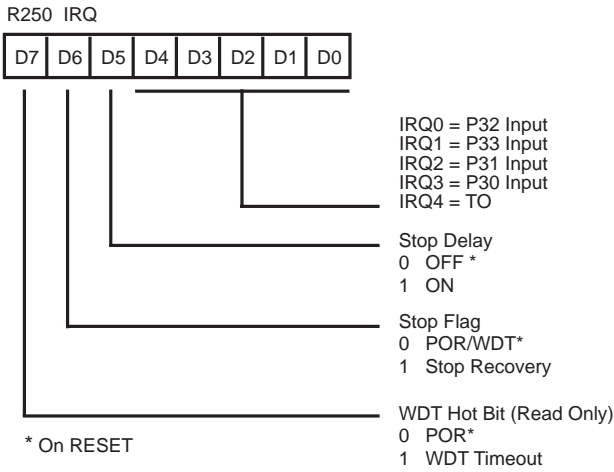 R250 IRQ
D7 D6 D5 D4 D3 D2 D1 D0
IRQ0 = P32 Input
IRQ1 = P33 Input
IRQ2 = P31 Input
IRQ3 = P30 Input
IRQ4 = TO
Stop Delay
0 OFF *
1 ON
Stop Flag
0 POR/WDT*
1 Stop Recovery
WDT Hot Bit (Read Only)
0 POR*
1 WDT Timeout
* On RESET